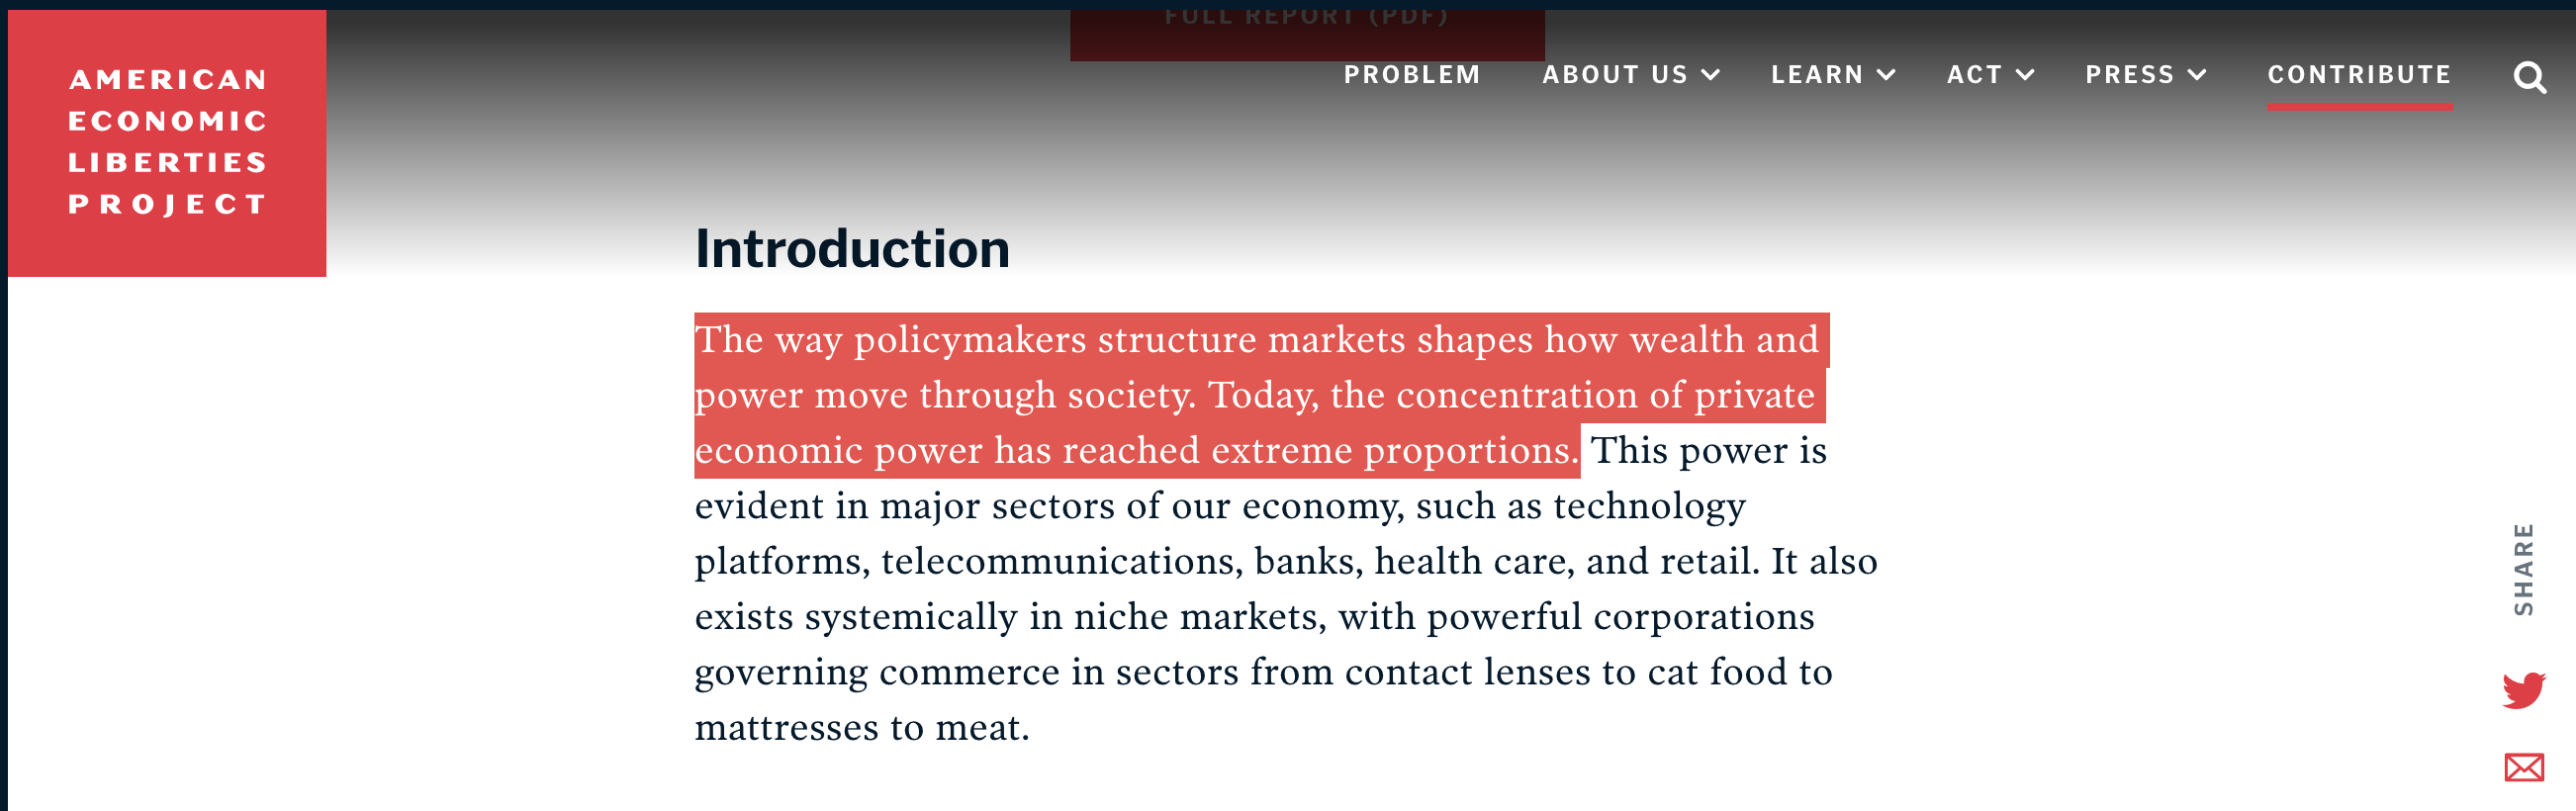 FULL REPORT (PDF)
AMERICAN
ECONOMIC
LIBERTIES
PROJECT
PROBLEM ABOUT US LEARN ACT PRESS CONTRIBUTE
Introduction
The way policymakers structure markets shapes how wealth and
power move through society. Today, the concentration of private
economic power has reached extreme proportions. This power is
evident in major sectors of our economy, such as technology
platforms, telecommunications, banks, health care, and retail. It also
exists systemically in niche markets, with powerful corporations
governing commerce in sectors from contact lenses to cat food to
mattresses to meat.
SHARE